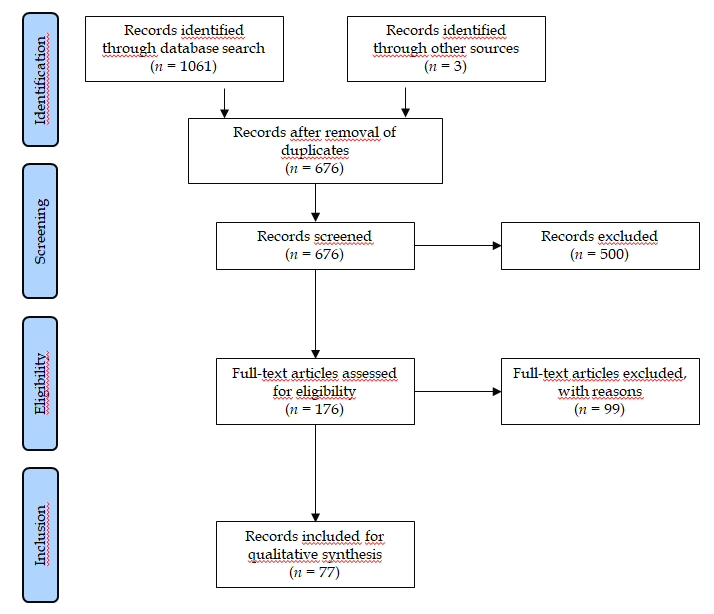 Identification
Records identified
through database search
(n = 1061)
Records identified
through other sources
(n = 3)
Records after removal of
duplicates
(n = 676)
Screening
Records screened
(n = 676)
Records excluded
(n = 500)
Eligibility
Full-text articles assessed
for eligibility
(n = 176)
Full-text articles excluded,
with reasons
(n = 99)
Inclusion
Records included for
qualitative synthesis
(n = 77)